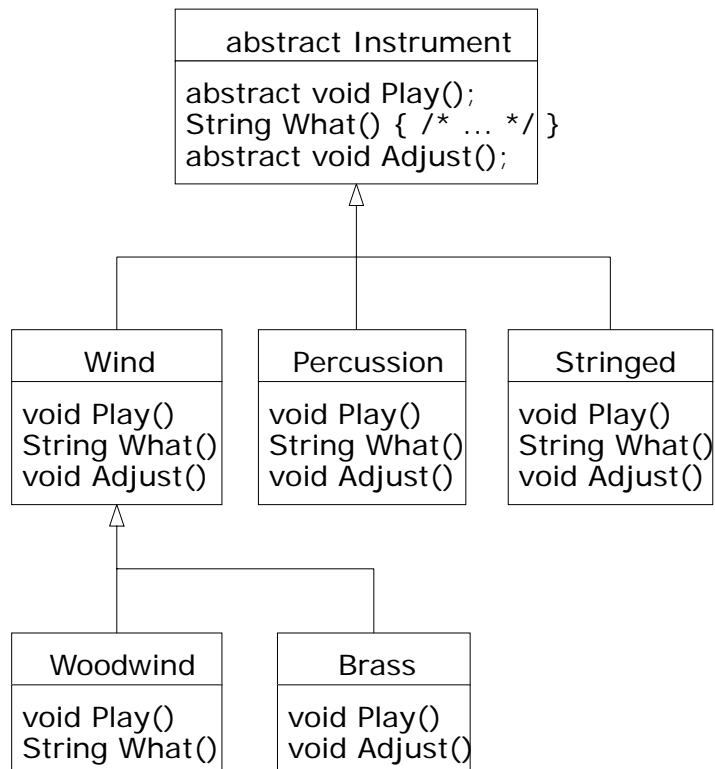 abstract Instrument
abstract void Play();
String What() { /* ... */ }
abstract void Adjust();
Wind
void Play()
String What()
void Adjust()
Percussion
void Play()
String What()
void Adjust()
Stringed
void Play()
String What()
void Adjust()
Woodwind
void Play()
String What()
Brass
void Play()
void Adjust()